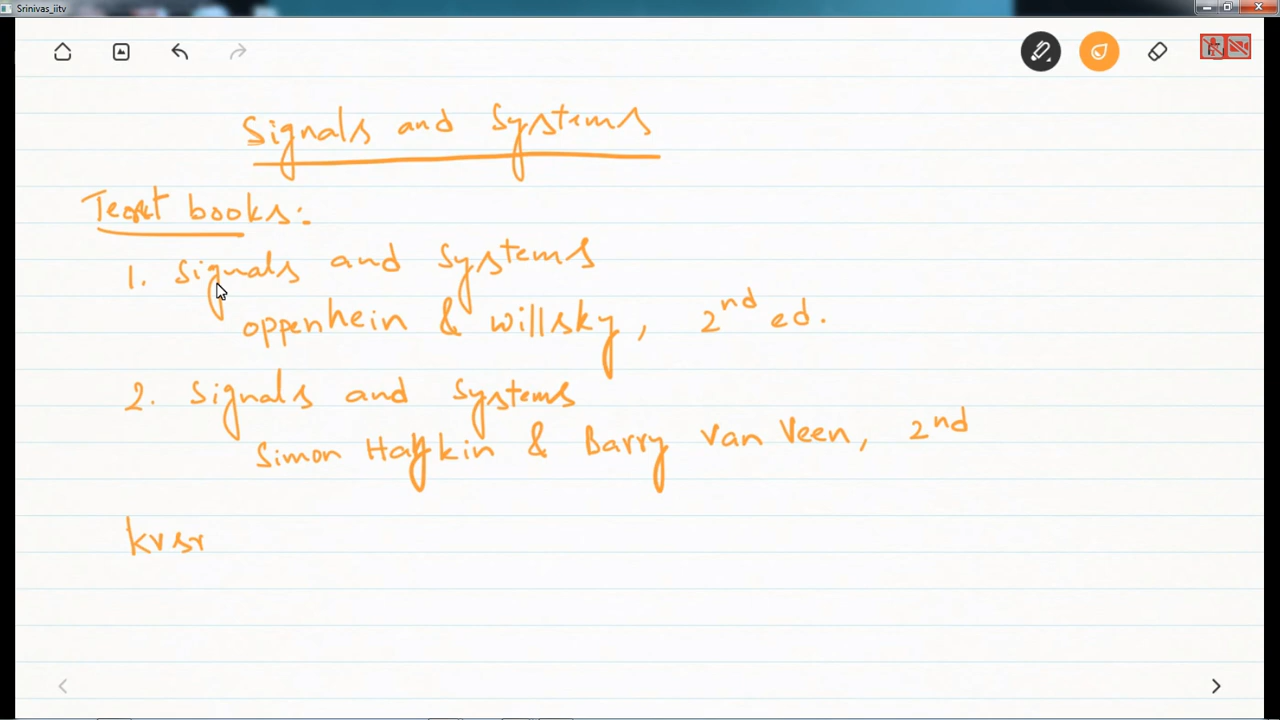 Srinivas_iitv
Signals and Systems
Text books:
1. Signals and Systems
oppenhein & willsky, 2nd ed.
2. Signals and Systems
Simon Haykin & Barry Van Veen, 2nd
krsr